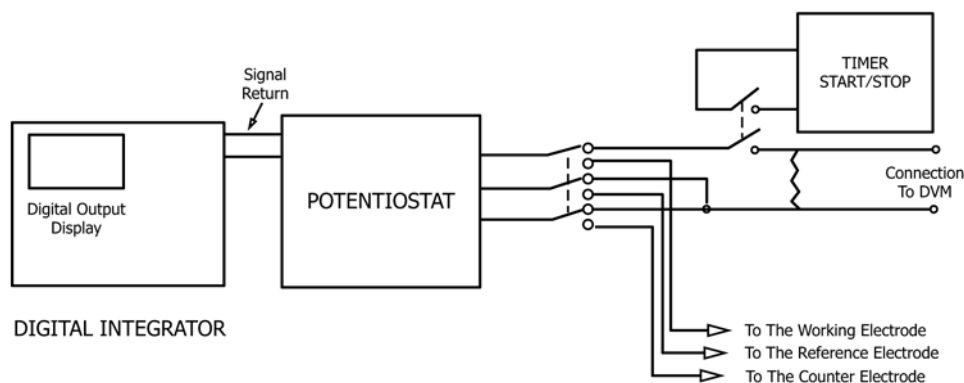 Signal
Return
TIMER
START/STOP
Digital Output
Display
POTENTIOSTAT
Connection
To DVM
DIGITAL INTEGRATOR
To The Working Electrode
To The Reference Electrode
To The Counter Electrode